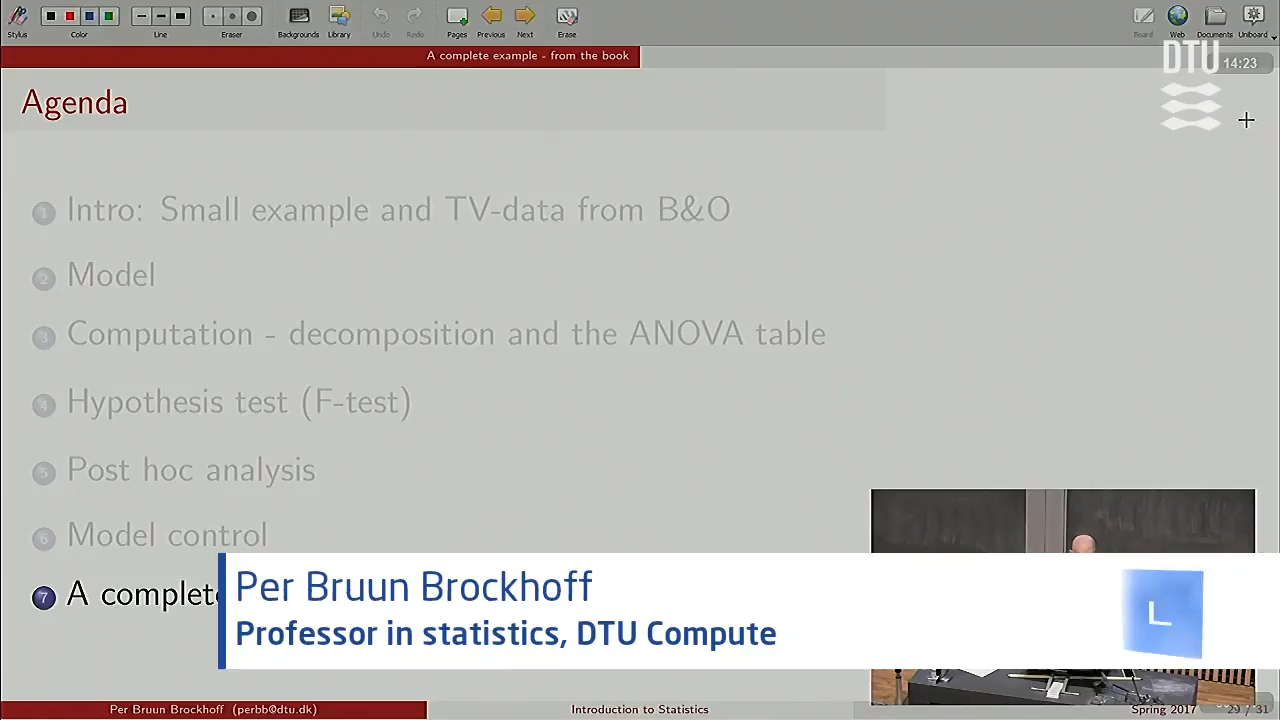 Stylus
Color
Line
Eraser
Backgrounds
Library
Undo
Redo
Pages
Previous
Next
Erase
Board
Web
Documents
Uniboard
A complete example - from the book
DTU
14:23
Agenda
1 Intro: Small example and TV-data from B&O
2 Model
3 Computation - decomposition and the ANOVA table
4 Hypothesis test (F-test)
5 Post hoc analysis
6 Model control
7 A complete
Per Bruun Brockhoff
Professor in statistics, DTU Compute
L
Per Bruun Brockhoff (perbb@dtu.dk)
Introduction to Statistics
Spring 2017
29 / 31